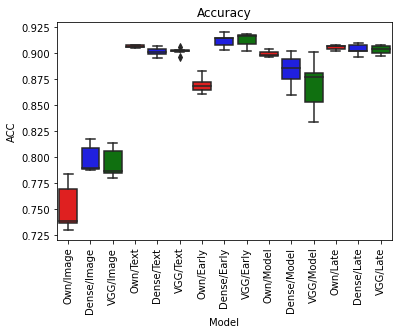 Accuracy
0.925
0.900
0.875
0.850
0.825
0.800
0.775
0.750
0.725
ACC
Own/Image
Dense/Image
VGG/Image
Own/Text
Dense/Text
VGG/Text
Own/Early
Dense/Early
VGG/Early
Own/Model
Dense/Model
VGG/Model
Own/Late
Dense/Late
VGG/Late
Model